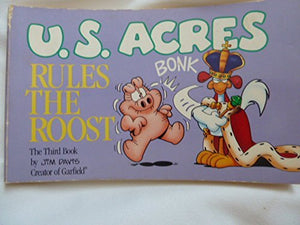 U.S. ACRES
RULES
THE
ROOST
BONK
The Third Book
by JIM DAVIS
Creator of Garfield®